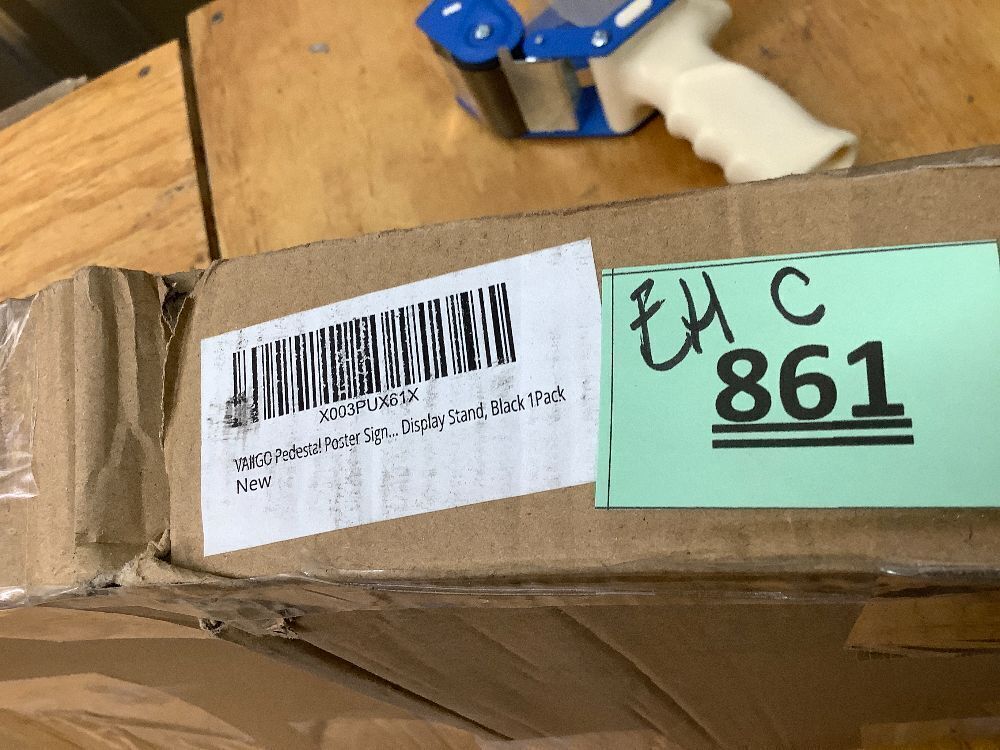 X003PUX61X
VAIIGO Pedestal Poster Sign... Display Stand, Black 1Pack
New
EH C
861